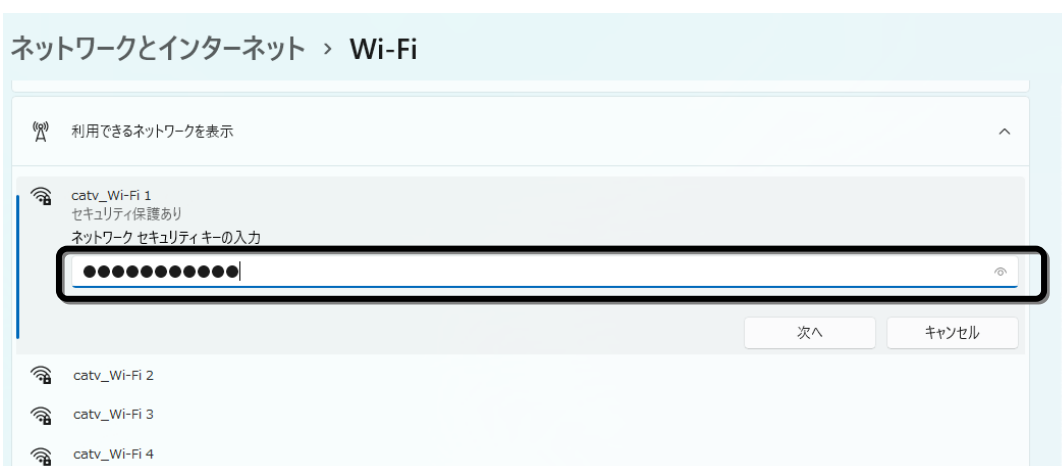 ネットワークとインターネット › Wi-Fi
利用できるネットワークを表示
catv_Wi-Fi 1
セキュリティ保護あり
ネットワーク セキュリティ キーの入力
●●●●●●●●●●●
次へ キャンセル
catv_Wi-Fi 2
catv_Wi-Fi 3
catv_Wi-Fi 4